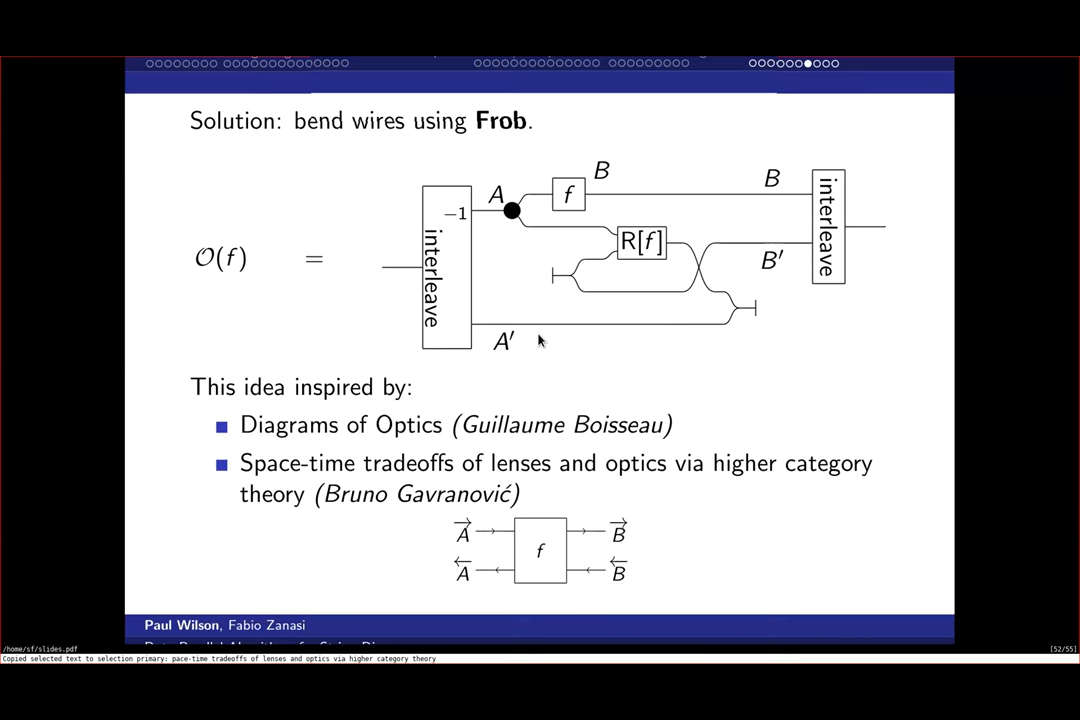 Solution: bend wires using Frob.
O(f) =
interleave
−1
A
f
B
R[f]
B
B′
interleave
A′
This idea inspired by:
Diagrams of Optics (Guillaume Boisseau)
Space-time tradeoffs of lenses and optics via higher category
theory (Bruno Gavranović)
A f B
A B
Paul Wilson, Fabio Zanasi
/home/sf/slides.pdf [52/55]
Copied selected text to selection primary: pace-time tradeoffs of lenses and optics via higher category theory